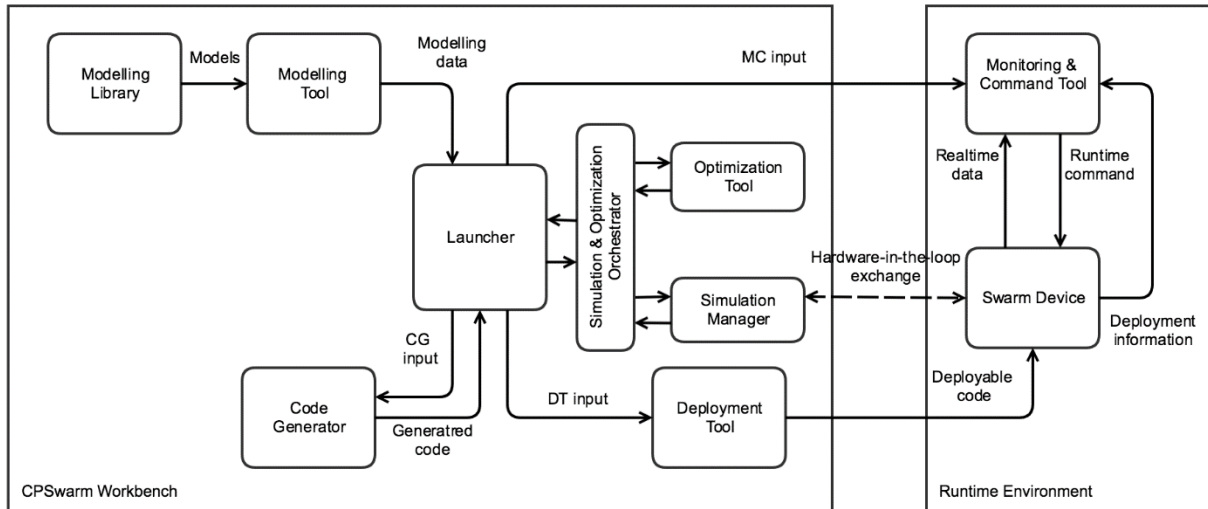 Modelling
Library
Models
Modelling
Tool
Modelling
data
MC input
Monitoring &
Command Tool
Realtime
data
Runtime
command
Launcher
Simulation & Optimization
Orchestrator
Optimization
Tool
Simulation
Manager
Hardware-in-the-loop
exchange
Swarm Device
Deployment
information
CG
input
Code
Generator
Generatred
code
DT input
Deployment
Tool
Deployable
code
CPSwarm Workbench
Runtime Environment